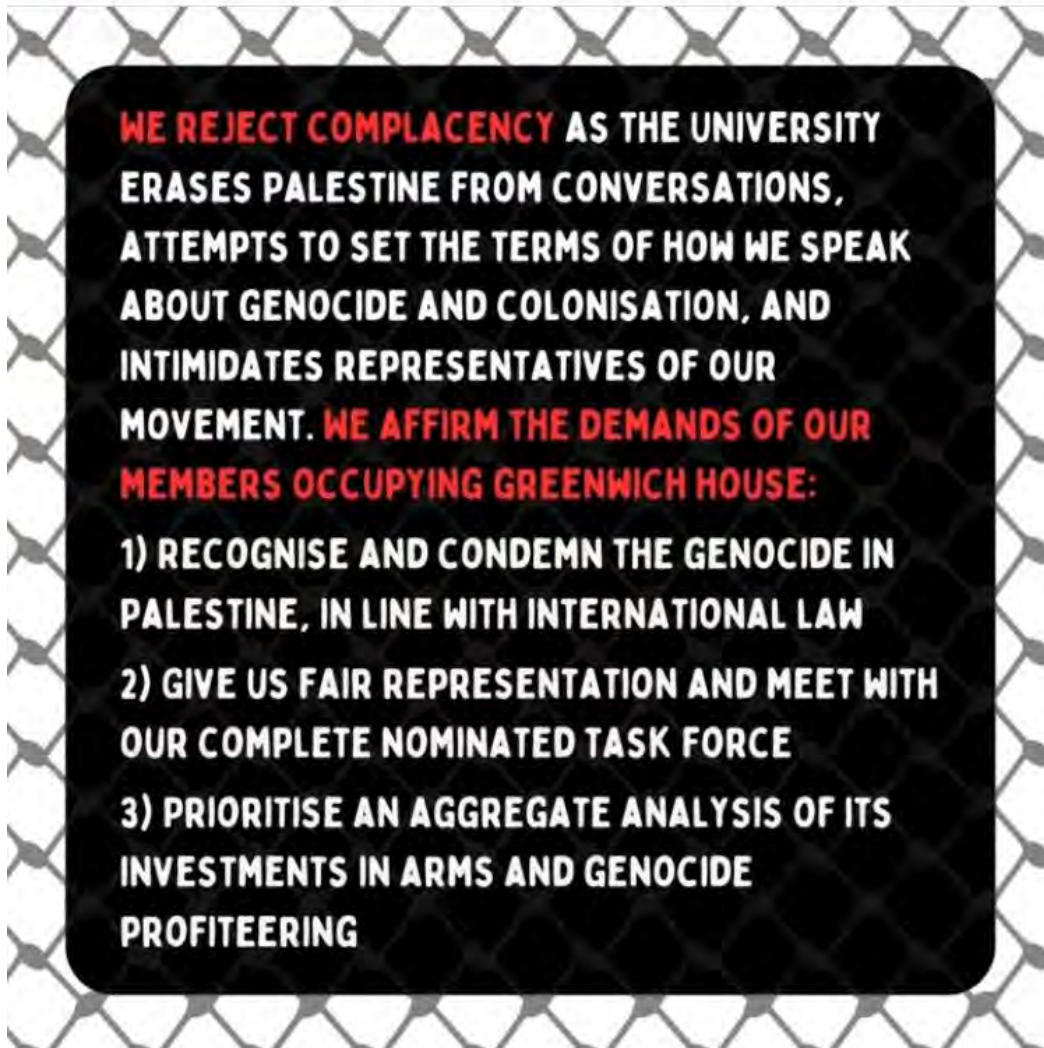 WE REJECT COMPLACENCY AS THE UNIVERSITY
ERASES PALESTINE FROM CONVERSATIONS,
ATTEMPTS TO SET THE TERMS OF HOW WE SPEAK
ABOUT GENOCIDE AND COLONISATION, AND
INTIMIDATES REPRESENTATIVES OF OUR
MOVEMENT. WE AFFIRM THE DEMANDS OF OUR
MEMBERS OCCUPYING GREENWICH HOUSE:
1) RECOGNISE AND CONDEMN THE GENOCIDE IN
PALESTINE, IN LINE WITH INTERNATIONAL LAW
2) GIVE US FAIR REPRESENTATION AND MEET WITH
OUR COMPLETE NOMINATED TASK FORCE
3) PRIORITISE AN AGGREGATE ANALYSIS OF ITS
INVESTMENTS IN ARMS AND GENOCIDE
PROFITEERING